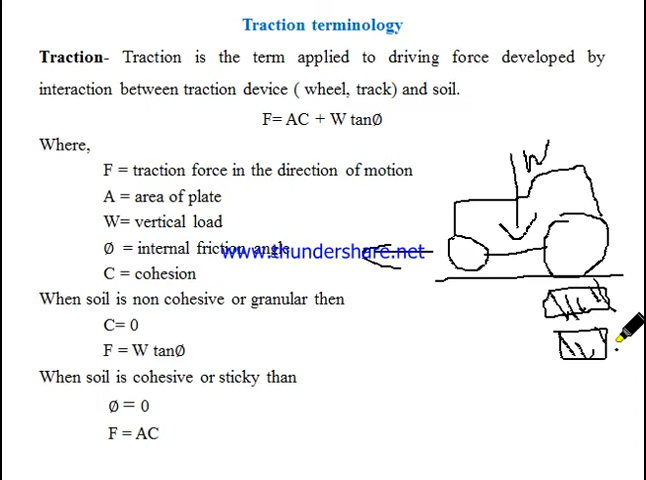 Traction terminology
Traction- Traction is the term applied to driving force developed by
interaction between traction device ( wheel, track) and soil.
F= AC + W tanØ
Where,
F = traction force in the direction of motion
A = area of plate
W= vertical load
Ø = internal friction angle
www.thundershare.net
C = cohesion
When soil is non cohesive or granular then
C= 0
F = W tanØ
When soil is cohesive or sticky than
Ø = 0
F = AC
W